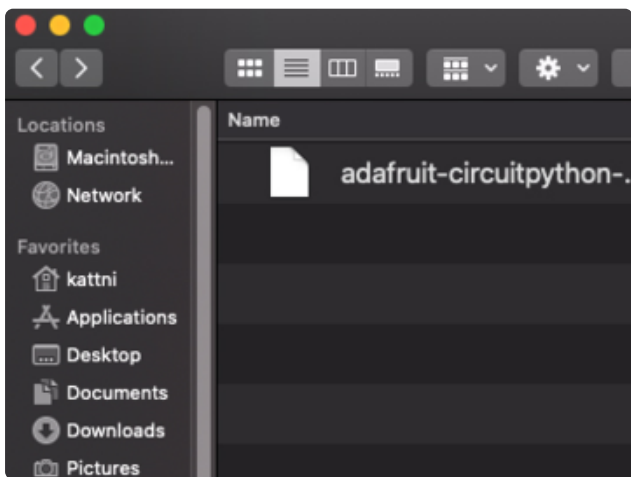 Locations
Macintosh...
Network
Favorites
kattni
Applications
Desktop
Documents
Downloads
Pictures
Name
adafruit-circuitpython-.